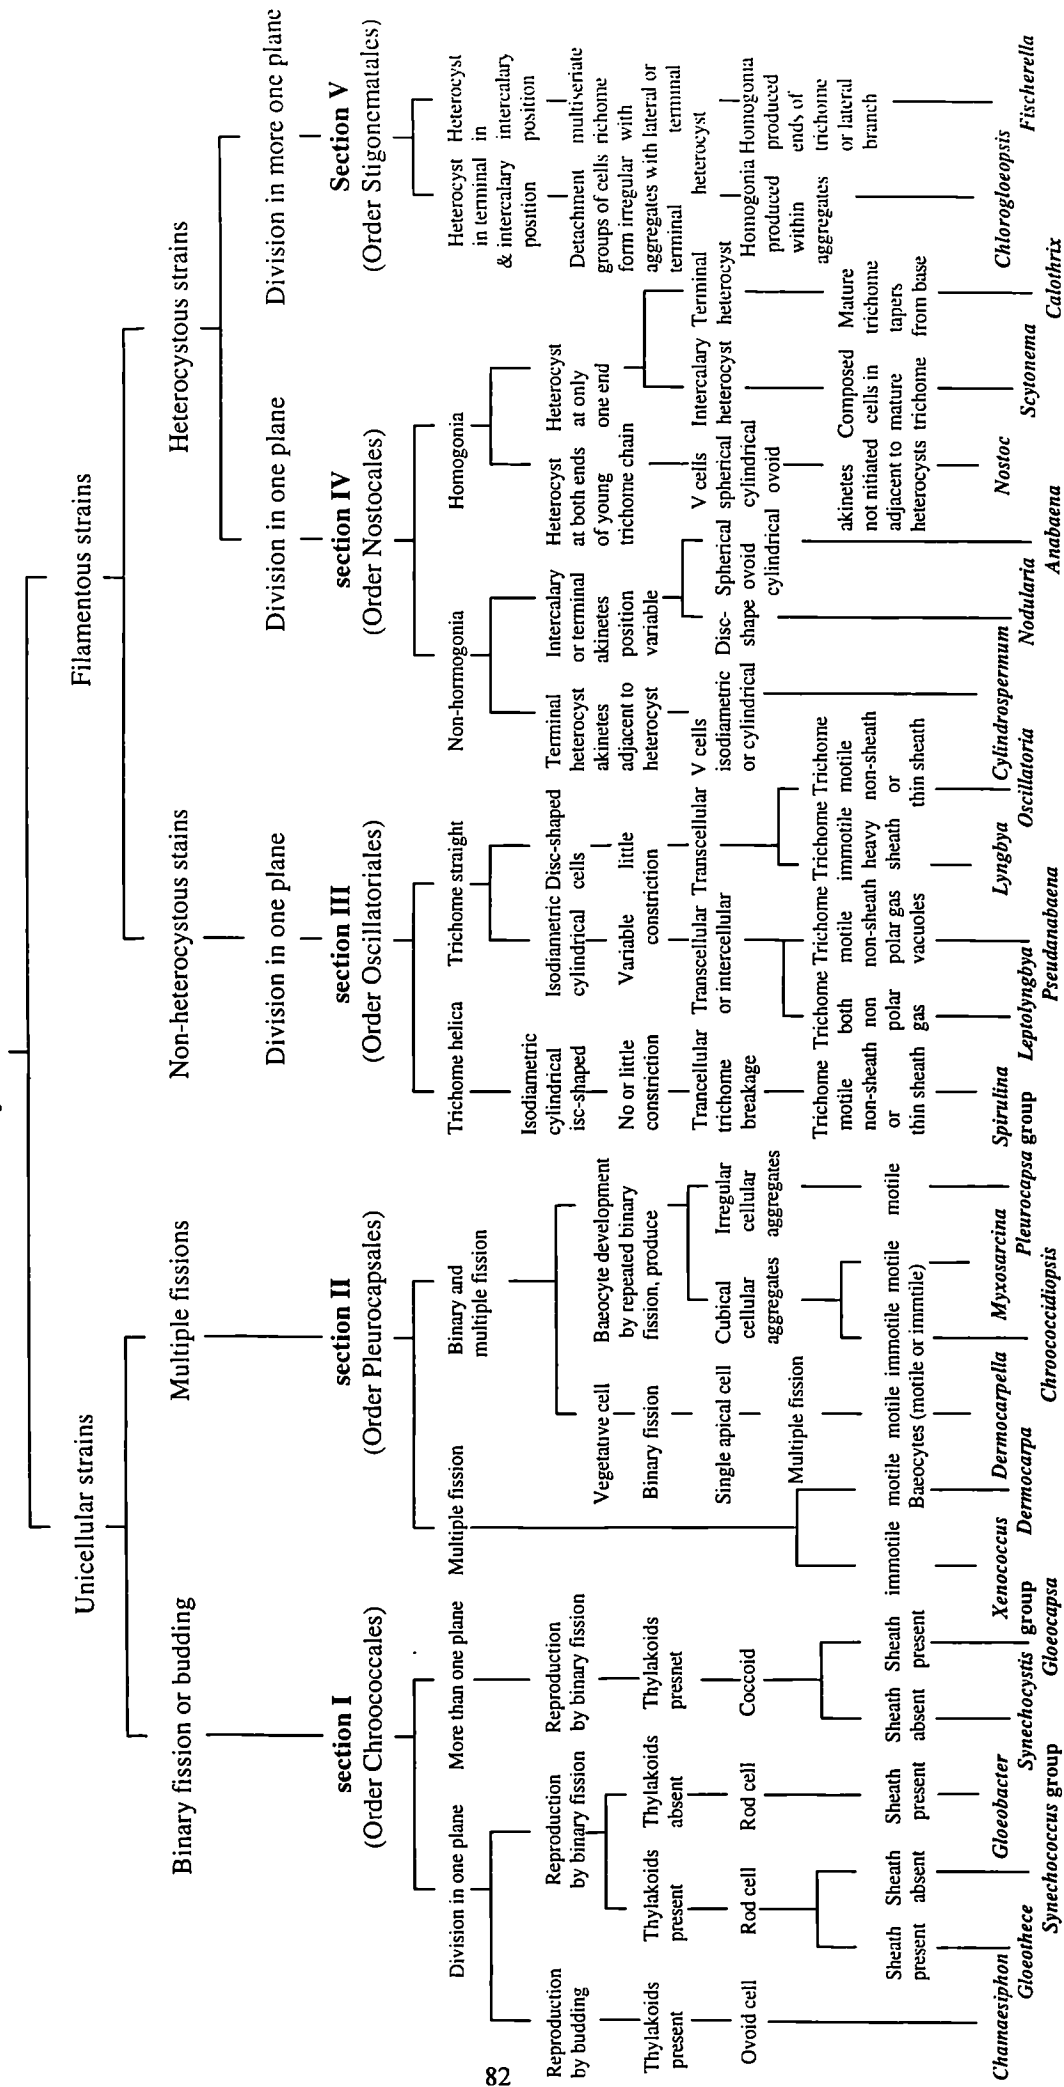 Unicellular strains
Filamentous strains
Binary fission or budding
Multiple fissions
Non-heterocystous stains
Heterocystous strains
Division in one plane
Division in one plane
Division in more one plane
section I
(Order Chroococcales)
section II
(Order Pleurocapsales)
section III
(Order Oscillatoriales)
section IV
(Order Nostocales)
Section V
(Order Stigonematales)
Division in one plane
More than one plane
Reproduction
by budding
Thylakoids
present
Ovoid cell
Chamaesiphon
Reproduction
by binary fission
Thylakoids
present
Rod cell
Sheath
present
Gloeothece
Sheath
absent
Synechococcus group
Thylakoids
absent
Rod cell
Sheath
present
Gloeobacter
Reproduction
by binary fission
Thylakoids
presnet
Coccoid
Sheath
absent
Synechocystis group
Sheath
present
Gloeocapsa
Multiple fission
immotile
Xenococcus
motile
Dermocarpa
Binary and
multiple fission
Vegetative cell
Binary fission
Single apical cell
Multiple fission
motile
Dermocarpella
Baeocyte development
by repeated binary
fission, produce
Cubical
cellular
aggregates
immotile
Chroococcidiopsis
motile
Myxosarcina
Irregular
cellular
aggregates
motile
Pleurocapsa group
Baeocytes (motile or immtile)
Trichome helica
Isodiametric
cylindrical
isc-shaped
No or little
constriction
Trancellular
trichome
breakage
Trichome
motile
non-sheath
or
thin sheath
Spirulina
Trichome straight
Isodiametric
cylindrical
Variable
Disc-shaped
cells
little
constriction
Transcellular
or intercellular
Trichome
both
non
polar
gas
Leptolyngbya
Trichome
motile
non-sheath
polar gas
vacuoles
Pseudanabaena
Transcellular
Trichome
immotile
heavy
sheath
Lyngbya
Trichome
motile
non-sheath
or
thin sheath
Oscillatoria
Non-hormogonia
Terminal
heterocyst
akinetes
adjacent to
heterocyst
V cells
isodiametric
or cylindrical
Cylindrospermum
Intercalary
or terminal
akinetes
position
variable
Disc-
shape
Nodularia
Spherical
ovoid
cylindrical
Anabaena
Homogonia
Heterocyst
at both ends
of young
trichome chain
V cells
spherical
cylindrical
ovoid
akinetes
not nitiated
adjacent to
heterocysts
Nostoc
Heterocyst
at only
one end
Intercalary
heterocyst
Composed
cells in
mature
trichome
Scytonema
Terminal
heterocyst
Mature
trichome
tapers
from base
Calothrix
Heterocyst
in terminal
& intercalary
position
Detachment
groups of cells
form irregular
aggregates with
terminal
Homogonia
produced
within
aggregates
Chlorogloeopsis
Heterocyst
in
intercalary
position
multiseriate
richome
with
lateral or
terminal
heterocyst
Homogonia
produced
ends of
trichome
or lateral
branch
Fischerella
82